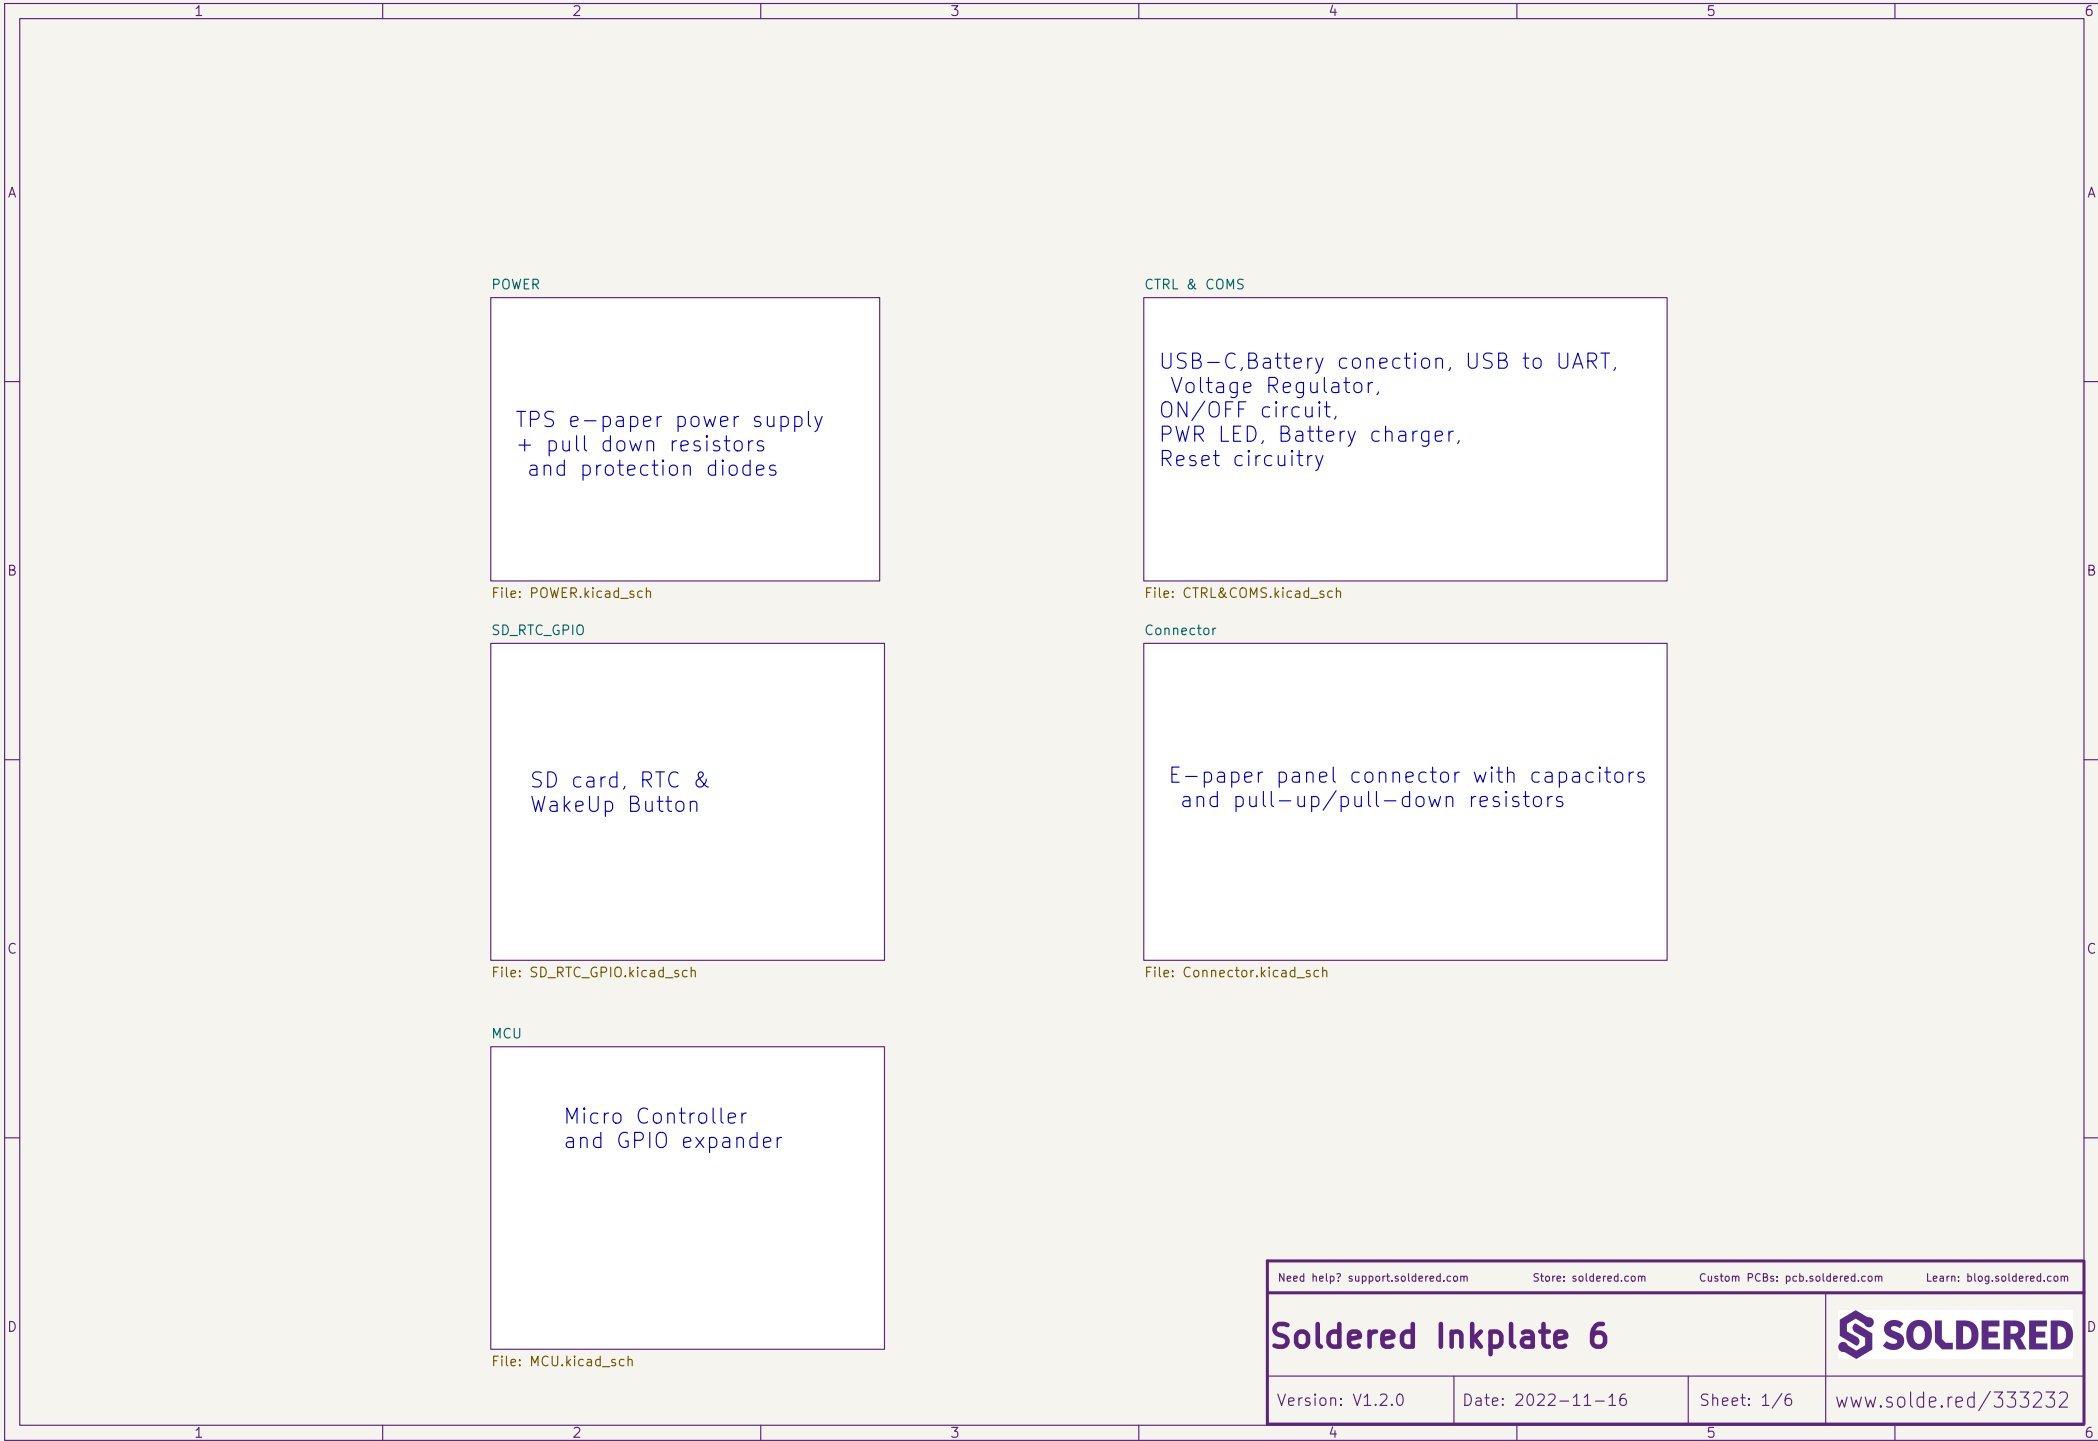 1 2 3 4 5 6
A A
POWER
TPS e-paper power supply
+ pull down resistors
and protection diodes
File: POWER.kicad_sch
CTRL & COMS
USB-C,Battery conection, USB to UART,
Voltage Regulator,
ON/OFF circuit,
PWR LED, Battery charger,
Reset circuitry
File: CTRL&COMS.kicad_sch
B B
SD_RTC_GPIO
SD card, RTC &
WakeUp Button
File: SD_RTC_GPIO.kicad_sch
Connector
E-paper panel connector with capacitors
and pull-up/pull-down resistors
File: Connector.kicad_sch
C C
MCU
Micro Controller
and GPIO expander
File: MCU.kicad_sch
D D
Need help? support.soldered.com Store: soldered.com Custom PCBs: pcb.soldered.com Learn: blog.soldered.com
Soldered Inkplate 6
SOLDERED
Version: V1.2.0 Date: 2022-11-16 Sheet: 1/6 www.solde.red/333232
1 2 3 4 5 6